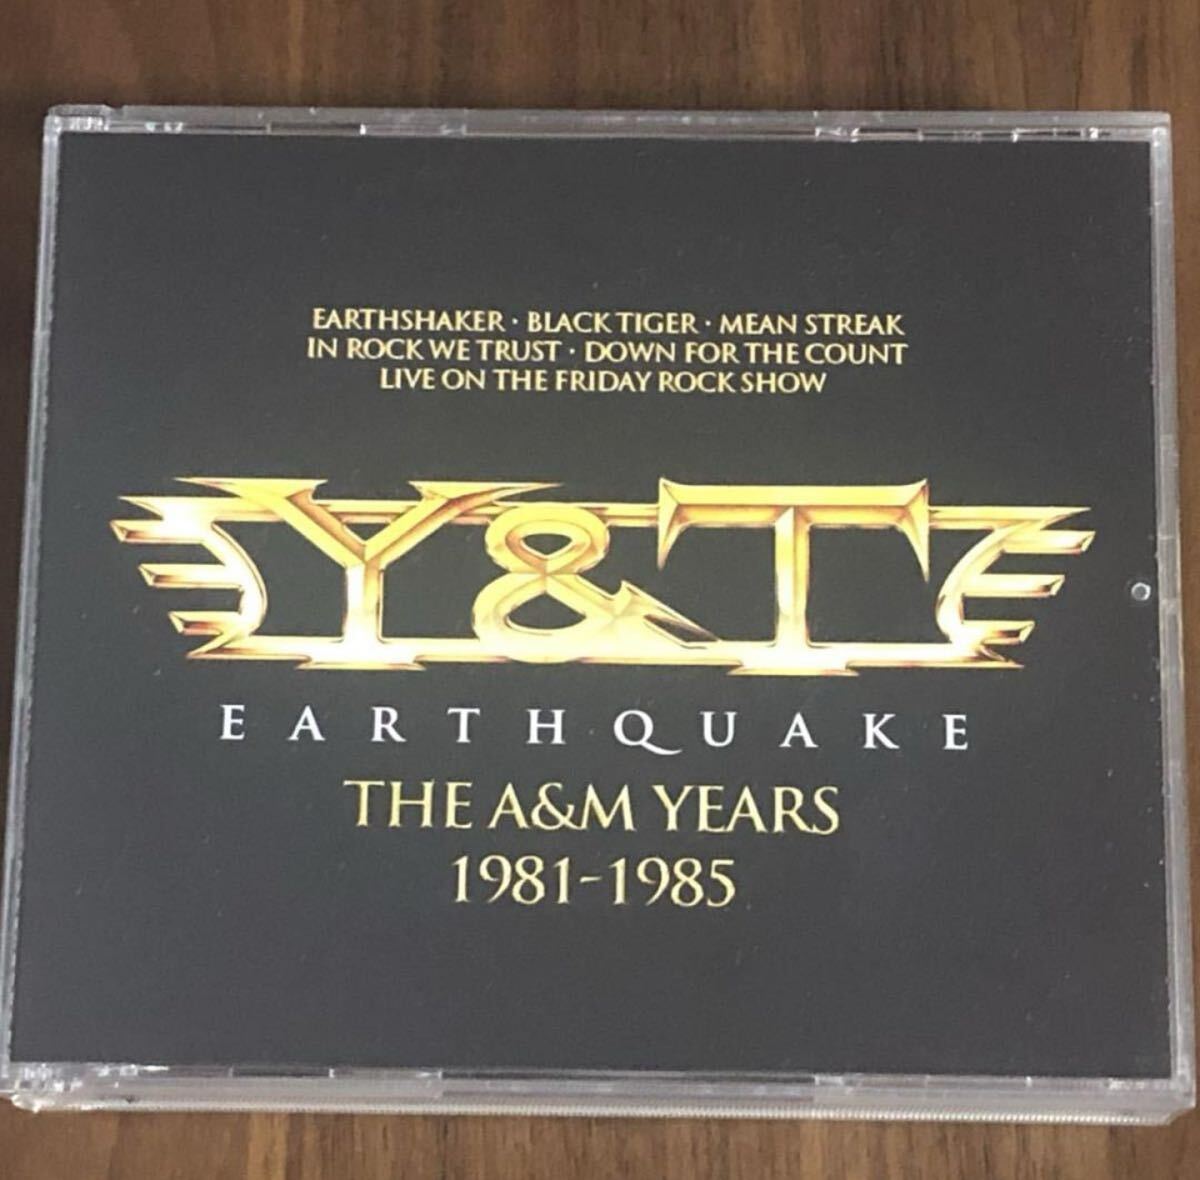 EARTHSHAKER · BLACK TIGER · MEAN STREAK
IN ROCK WE TRUST · DOWN FOR THE COUNT
LIVE ON THE FRIDAY ROCK SHOW
Y&T
EARTHQUAKE
THE A&M YEARS
1981-1985